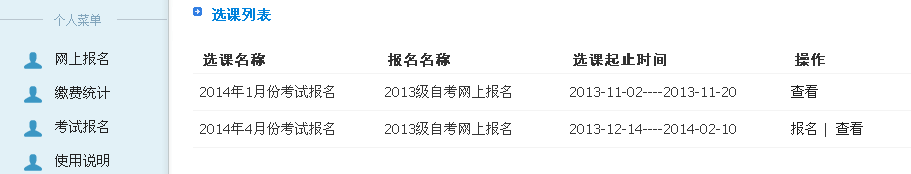 个人菜单
网上报名
缴费统计
考试报名
使用说明
选课列表
选课名称 报名名称 选课起止时间 操作
2014年1月份考试报名 2013级自考网上报名 2013-11-02----2013-11-20 查看
2014年4月份考试报名 2013级自考网上报名 2013-12-14----2014-02-10 报名 | 查看